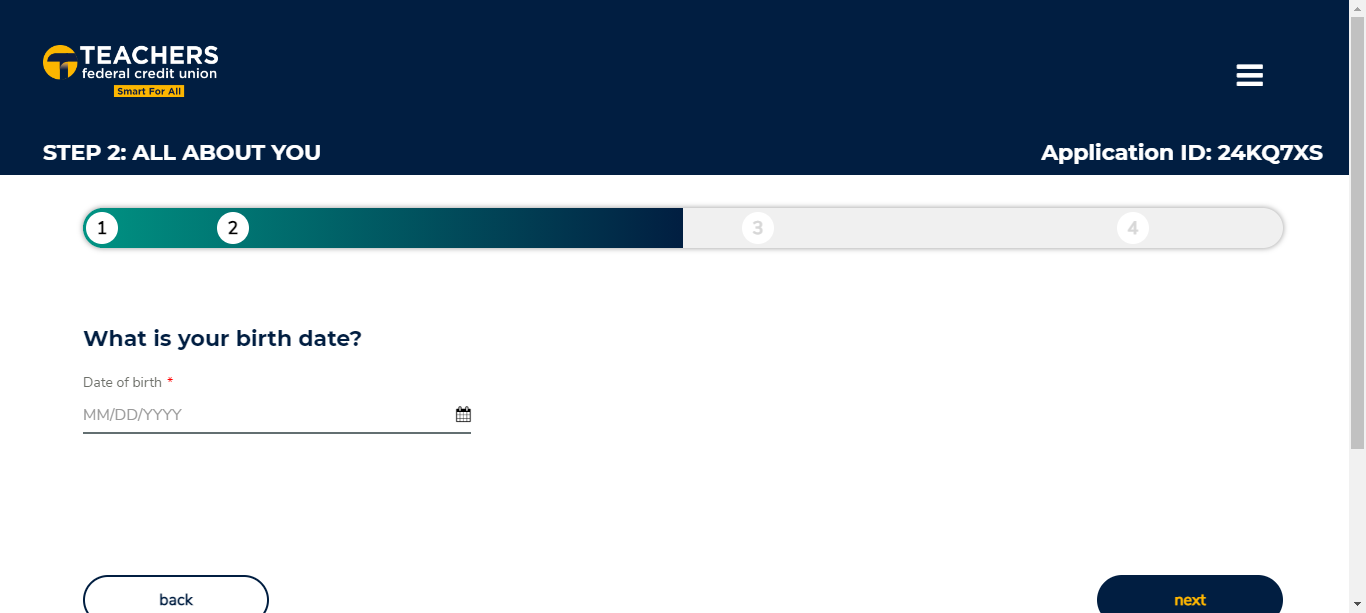 TEACHERS
federal credit union
Smart For All
STEP 2: ALL ABOUT YOU
Application ID: 24KQ7XS
1
2
3
4
What is your birth date?
Date of birth *
MM/DD/YYYY
back
next